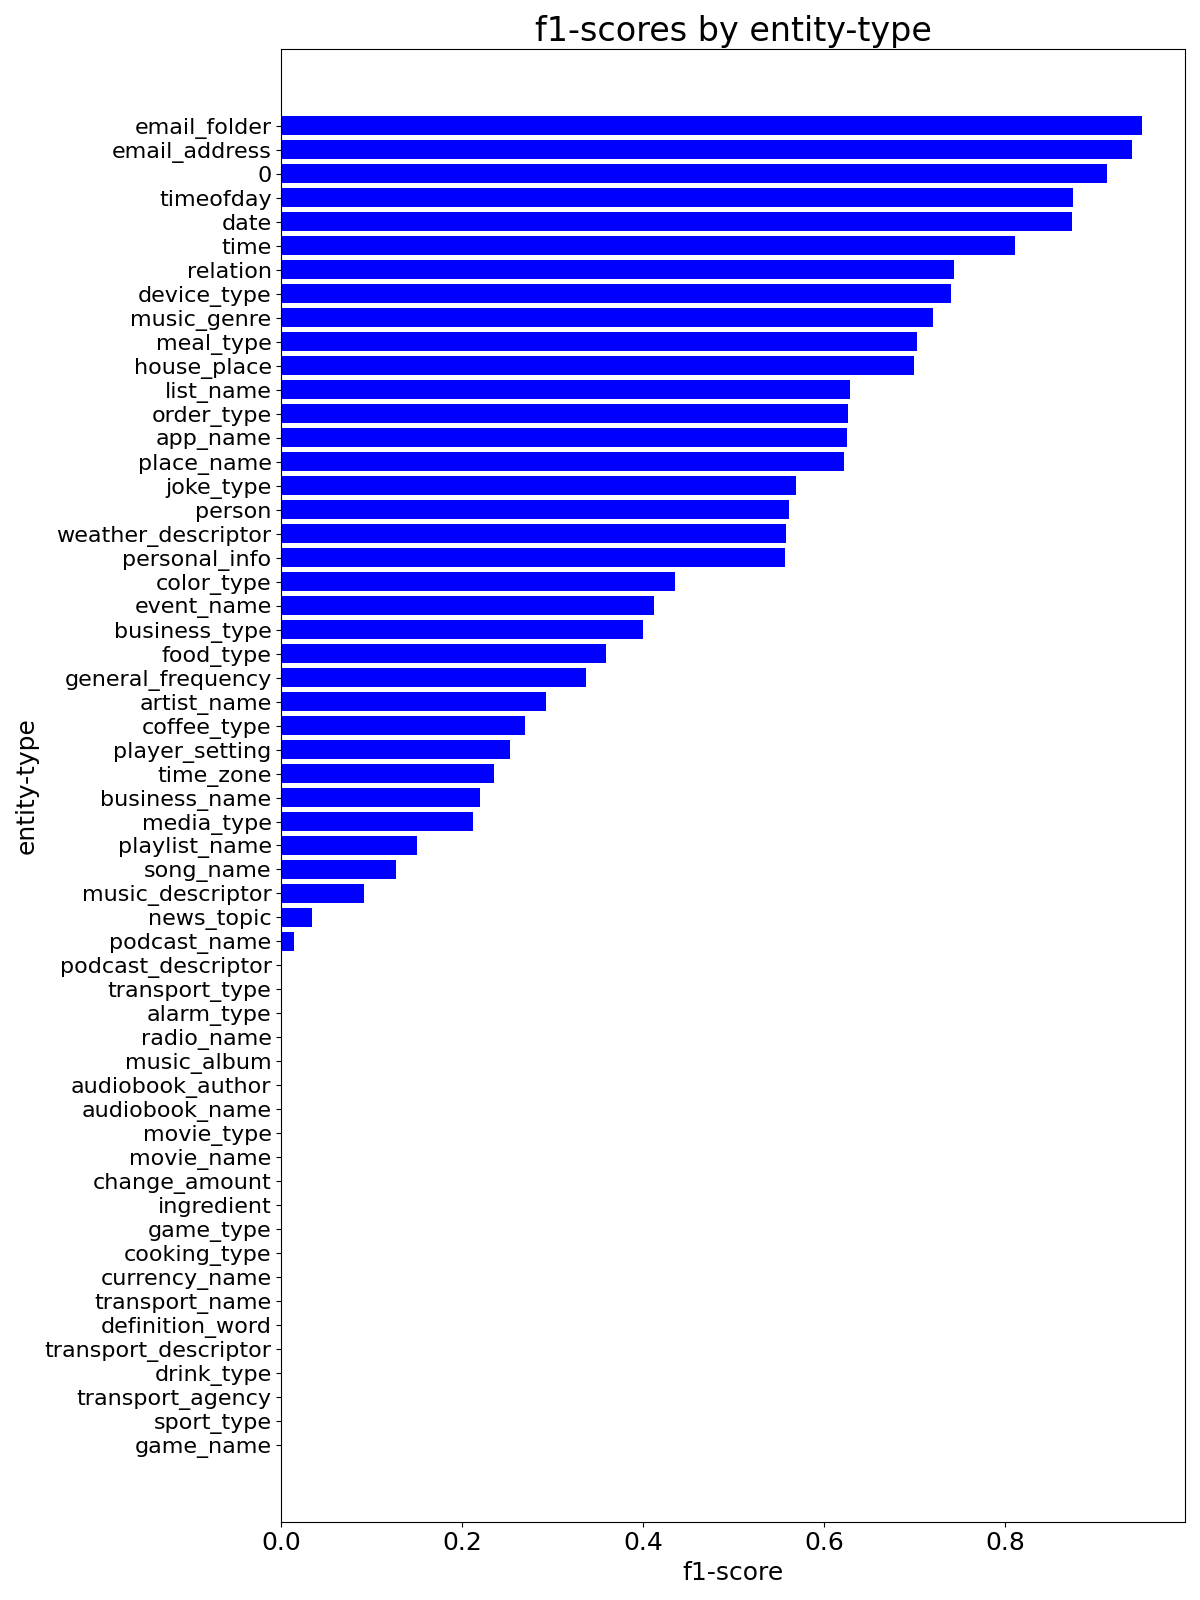 f1-scores by entity-type
email_folder
email_address
0
timeofday
date
time
relation
device_type
music_genre
meal_type
house_place
list_name
order_type
app_name
place_name
joke_type
person
weather_descriptor
personal_info
color_type
event_name
business_type
food_type
general_frequency
artist_name
coffee_type
player_setting
time_zone
business_name
media_type
playlist_name
song_name
music_descriptor
news_topic
podcast_name
podcast_descriptor
transport_type
alarm_type
radio_name
music_album
audiobook_author
audiobook_name
movie_type
movie_name
change_amount
ingredient
game_type
cooking_type
currency_name
transport_name
definition_word
transport_descriptor
drink_type
transport_agency
sport_type
game_name
entity-type
0.0 0.2 0.4 0.6 0.8
f1-score